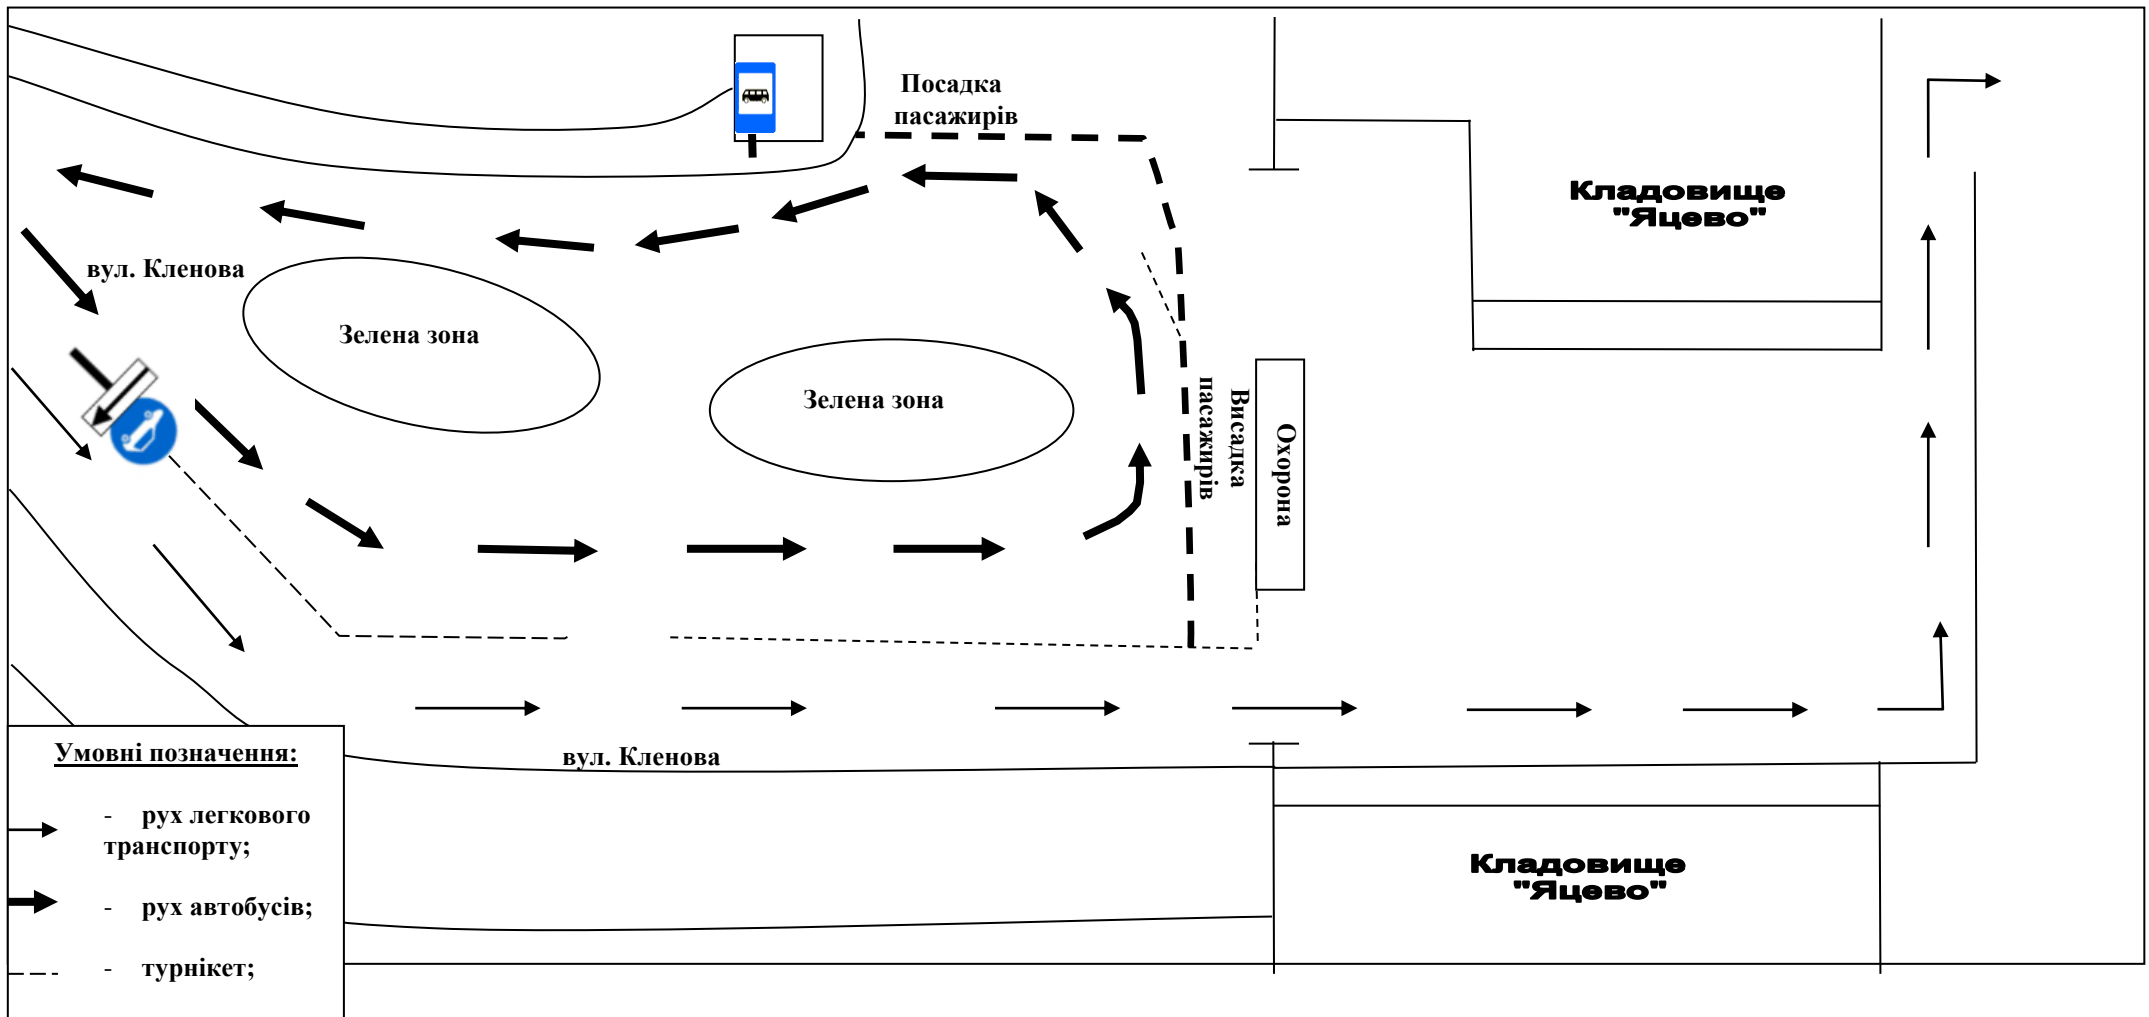 Посадка
пасажирів
Кладовище
"Яцево"
вул. Кленова
Зелена зона
Зелена зона
Висадка
пасажирів
Охорона
вул. Кленова
Умовні позначення:
- рух легкового
транспорту;
- рух автобусів;
- турнікет;
Кладовище
"Яцево"